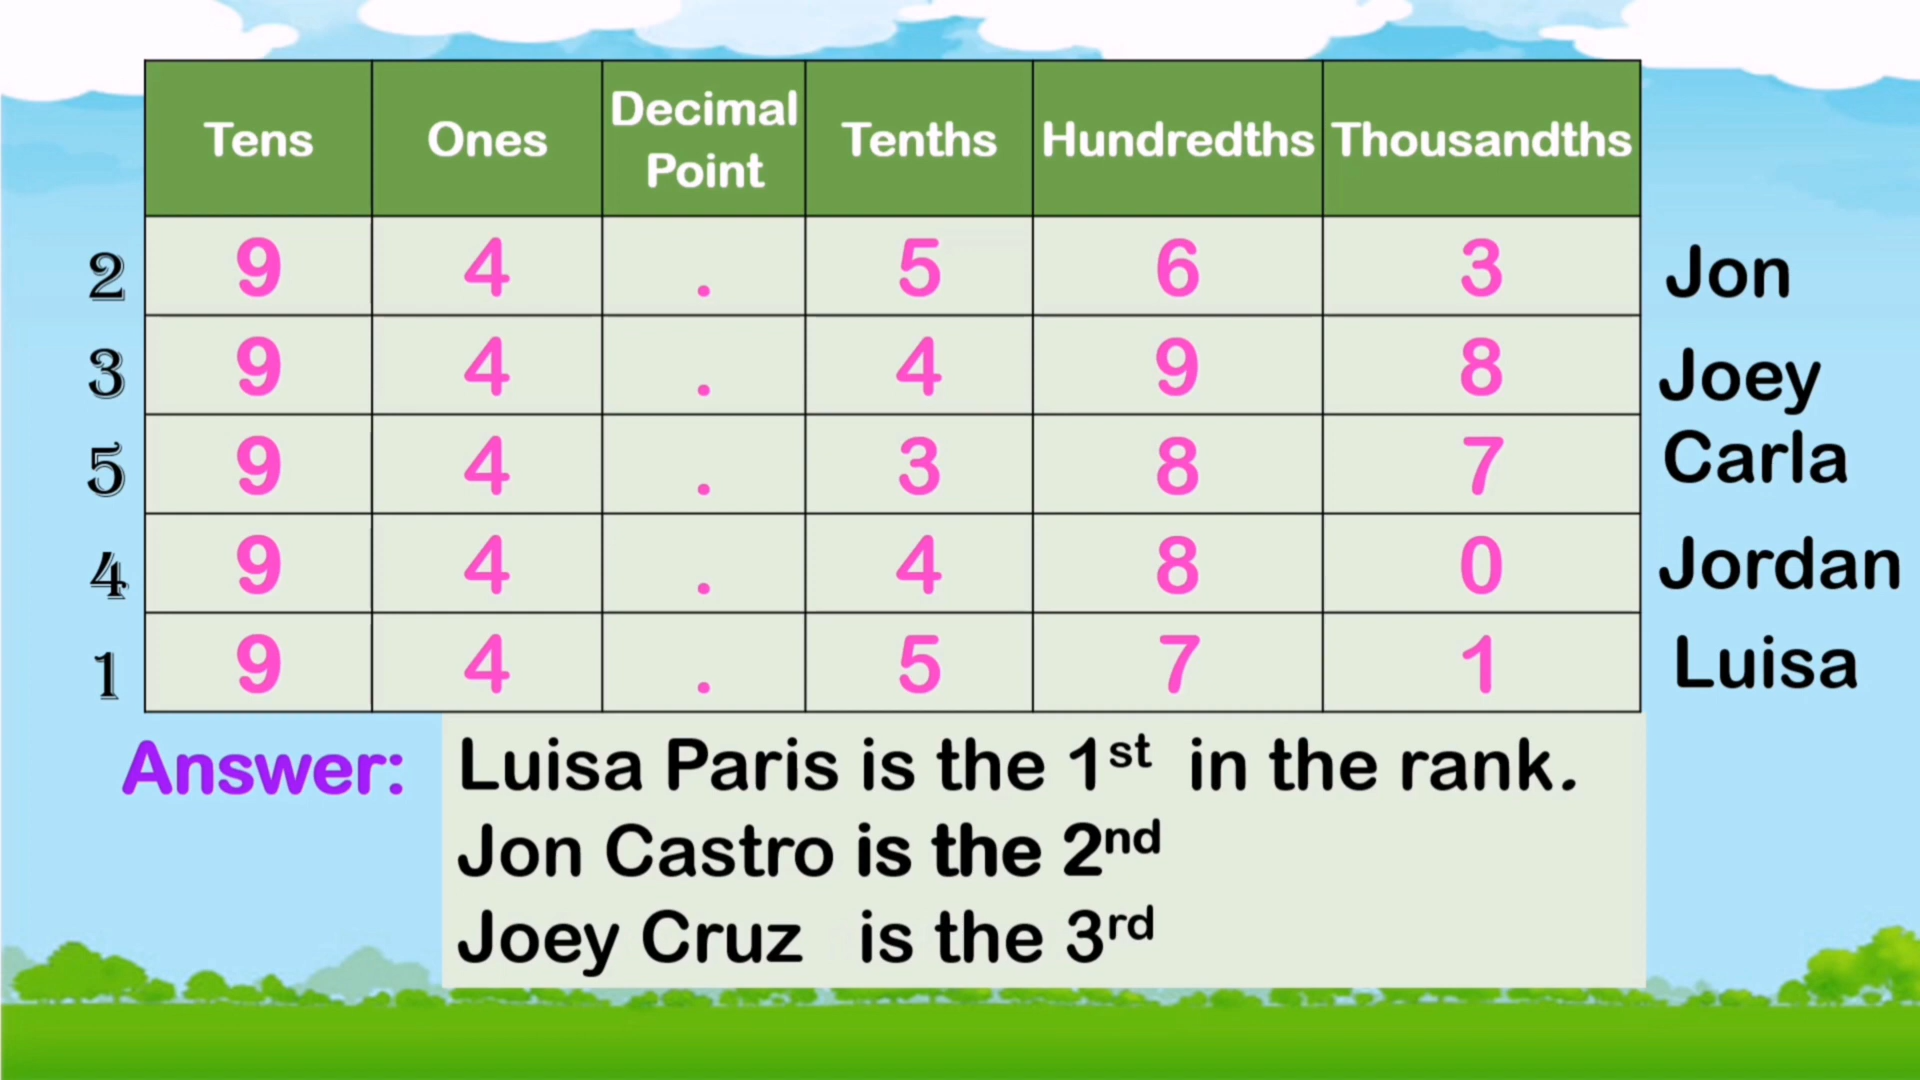 Tens Ones Decimal Point Tenths Hundredths Thousandths
2 9 4 . 5 6 3 Jon
3 9 4 . 4 9 8 Joey
5 9 4 . 3 8 7 Carla
4 9 4 . 4 8 0 Jordan
1 9 4 . 5 7 1 Luisa
Answer: Luisa Paris is the 1st in the rank.
Jon Castro is the 2nd
Joey Cruz is the 3rd